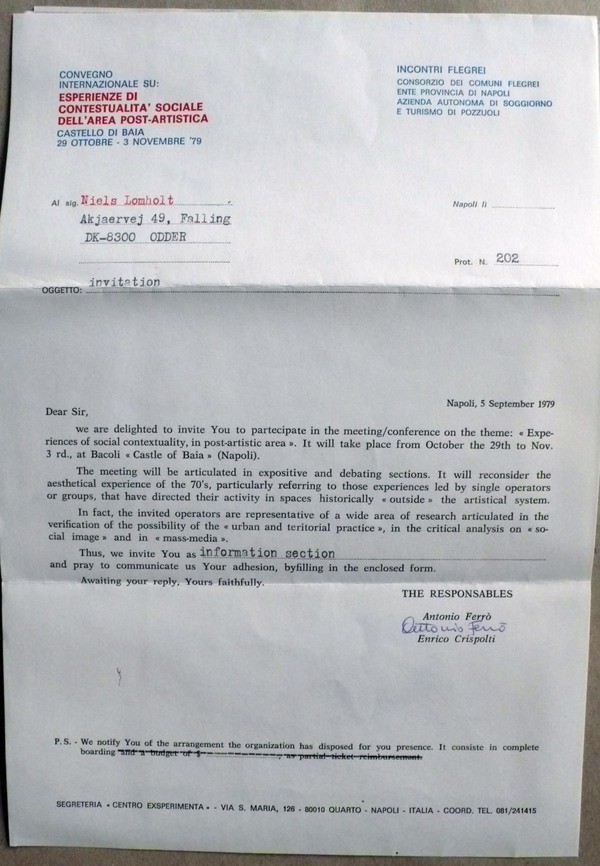 CONVEGNO
INTERNAZIONALE SU:
ESPERIENZE DI
CONTESTUALITA' SOCIALE
DELL'AREA POST-ARTISTICA
CASTELLO DI BAIA
29 OTTOBRE - 3 NOVEMBRE '79
INCONTRI FLEGREI
CONSORZIO DEI COMUNI FLEGREI
ENTE PROVINCIA DI NAPOLI
AZIENDA AUTONOMA DI SOGGIORNO
E TURISMO DI POZZUOLI
Al sig. Niels Lomholt
Akjaervej 49, Falling
DK-8300 ODDER
Napoli lì
Prot. N. 202
OGGETTO: invitation
Napoli, 5 September 1979
Dear Sir,
we are delighted to invite You to partecipate in the meeting/conference on the theme: « Expe-
riences of social contextuality, in post-artistic area ». It will take place from October the 29th to Nov.
3 rd., at Bacoli « Castle of Baia » (Napoli).
The meeting will be articulated in expositive and debating sections. It will reconsider the
aesthetical experience of the 70's, particularly referring to those experiences led by single operators
or groups, that have directed their activity in spaces historically « outside » the artistical system.
In fact, the invited operators are representative of a wide area of research articulated in the
verification of the possibility of the « urban and teritorial practice », in the critical analysis on « so-
cial image » and in « mass-media ».
Thus, we invite You as information section
and pray to communicate us Your adhesion, byfilling in the enclosed form.
Awaiting your reply, Yours faithfully.
THE RESPONSABLES
Antonio Ferrò
Antonio Ferrò
Enrico Crispolti
P.S. - We notify You of the arrangement the organization has disposed for you presence. It consiste in complete
boarding and a budget of $ , as partial ticket reimbursement.
SEGRETERIA « CENTRO EXSPERIMENTA » - VIA S. MARIA, 126 - 80010 QUARTO - NAPOLI - ITALIA - COORD. TEL. 081/241415